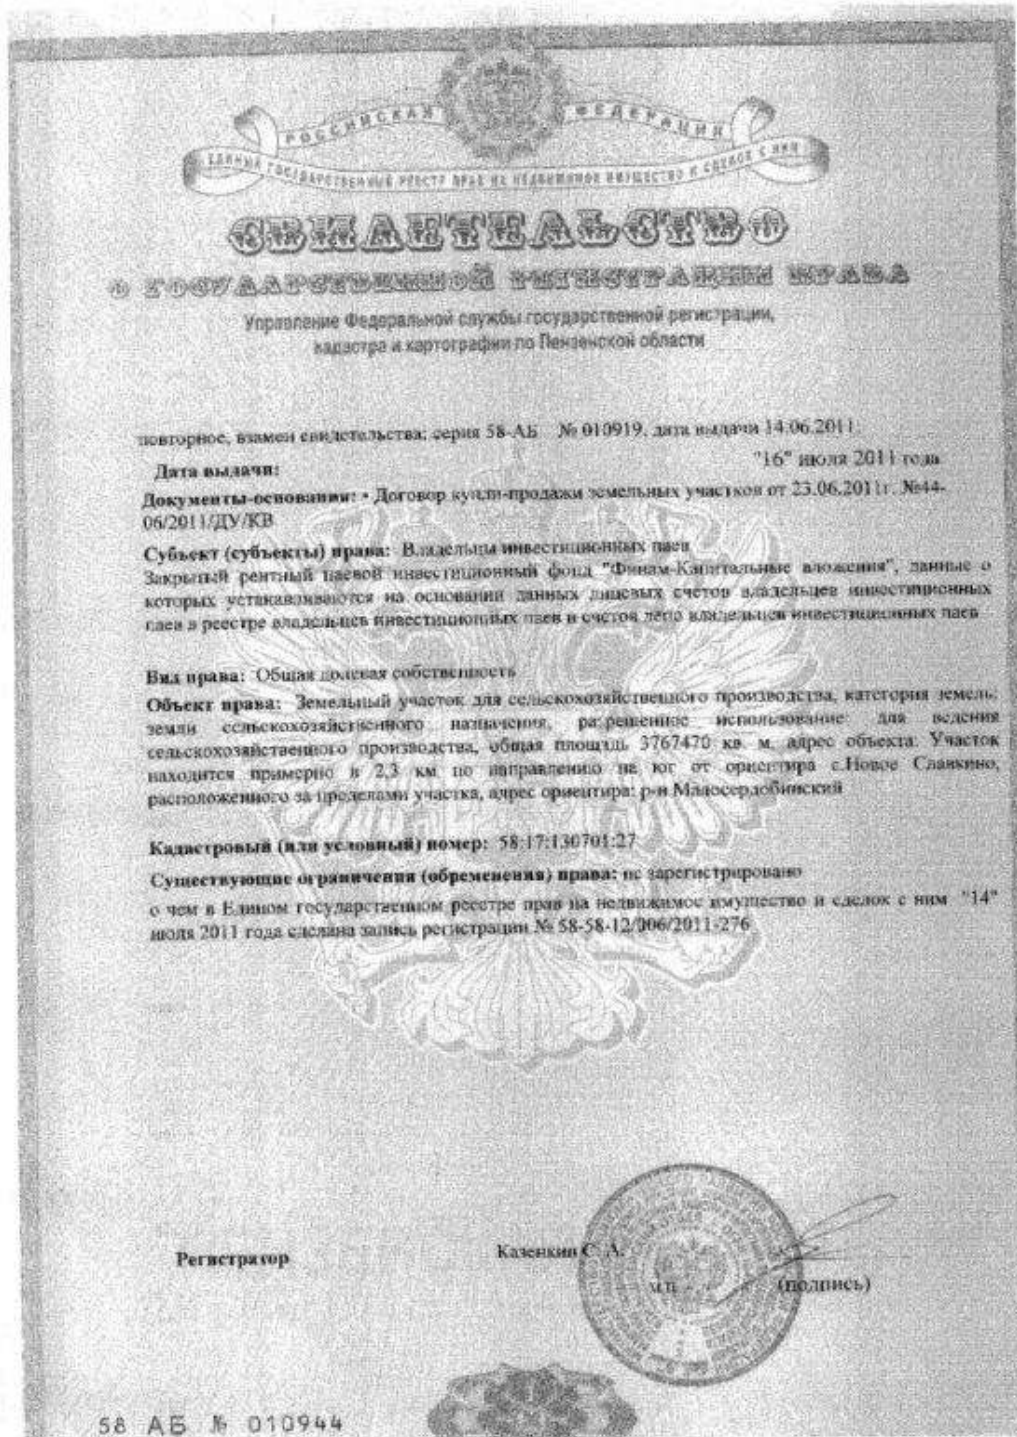 РОССИЙСКАЯ ФЕДЕРАЦИЯ
ЕДИНЫЙ ГОСУДАРСТВЕННЫЙ РЕЕСТР ПРАВ НА НЕДВИЖИМОЕ ИМУЩЕСТВО И СДЕЛОК С НИМ
СВИДЕТЕЛЬСТВО
О ГОСУДАРСТВЕННОЙ РЕГИСТРАЦИИ ПРАВА
Управление Федеральной службы государственной регистрации,
кадастра и картографии по Пензенской области
повторное, взамен свидетельства: серия 58-АБ № 010919, дата выдачи 14.06.2011.
Дата выдачи: "16" июля 2011 года
Документы-основания: • Договор купли-продажи земельных участков от 23.06.2011г. №44-
06/2011/ДУ/КВ
Субъект (субъекты) права: Владельцы инвестиционных паев
Закрытый рентный паевой инвестиционный фонд "Финам-Капитальные вложения", данные о
которых устанавливаются на основании данных лицевых счетов владельцев инвестиционных
паев в реестре владельцев инвестиционных паев и счетов депо владельцев инвестиционных паев
Вид права: Общая долевая собственность
Объект права: Земельный участок для сельскохозяйственного производства, категория земель:
земли сельскохозяйственного назначения, разрешенное использование: для ведения
сельскохозяйственного производства, общая площадь 3767470 кв. м, адрес объекта: Участок
находится примерно в 2,3 км по направлению на юг от ориентира с.Новое Славкино,
расположенного за пределами участка, адрес ориентира: р-н Малосердобинский
Кадастровый (или условный) номер: 58:17:130701:27
Существующие ограничения (обременения) права: не зарегистрировано
о чем в Едином государственном реестре прав на недвижимое имущество и сделок с ним "14"
июля 2011 года сделана запись регистрации № 58-58-12/006/2011-276
Регистратор Казенкин С. А.
м.п. (подпись)
58 АБ № 010944